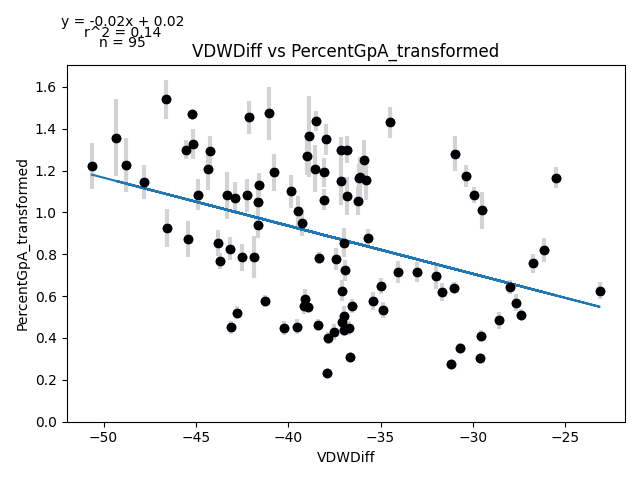 y = -0.02x + 0.02
r^2 = 0.14
n = 95
VDWDiff vs PercentGpA_transformed
1.6
1.4
1.2
1.0
0.8
0.6
0.4
0.2
0.0
PercentGpA_transformed
−50
−45
−40
−35
−30
−25
VDWDiff